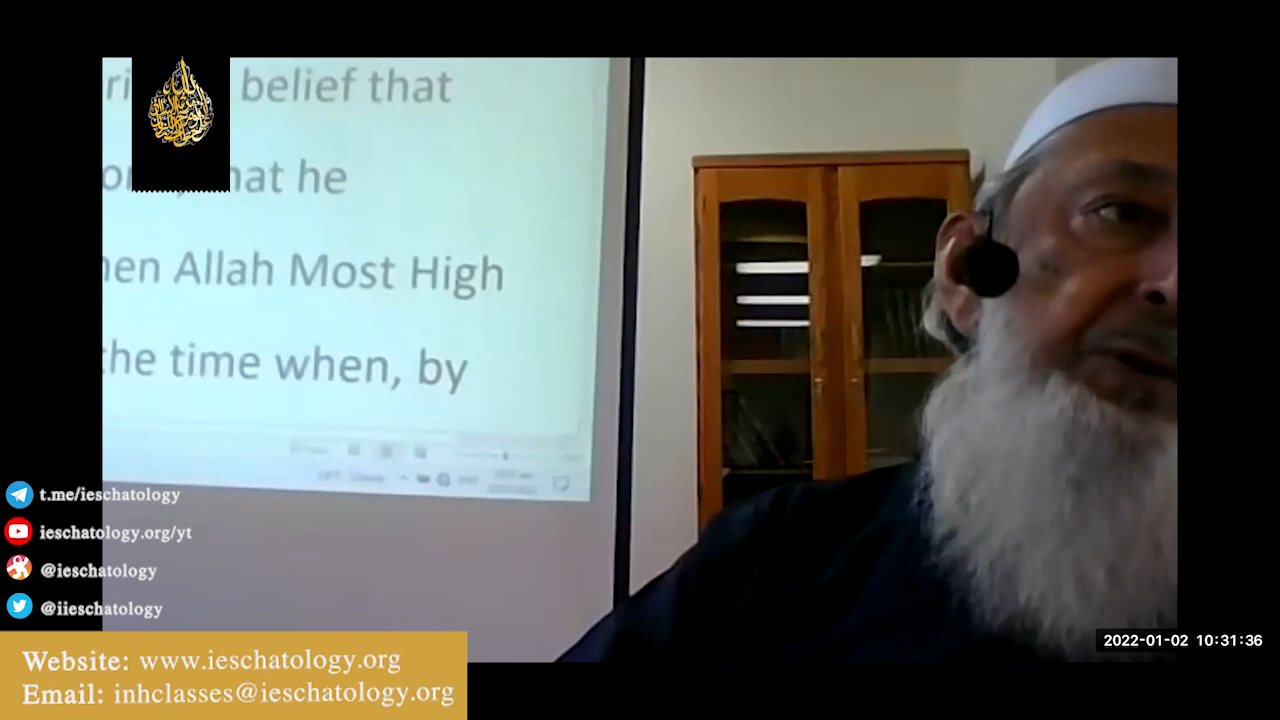 belief that
hat he
hen Allah Most High
the time when, by
t.me/ieschatology
ieschatology.org/yt
@ieschatology
@iieschatology
Website: www.ieschatology.org
Email: inhclasses@ieschatology.org
2022-01-02 10:31:36